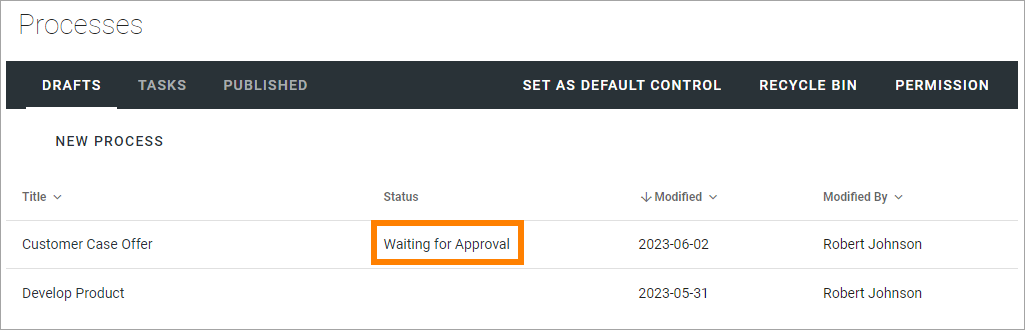 Processes
DRAFTS TASKS PUBLISHED SET AS DEFAULT CONTROL RECYCLE BIN PERMISSION
NEW PROCESS
Title Status Modified Modified By
Customer Case Offer Waiting for Approval 2023-06-02 Robert Johnson
Develop Product 2023-05-31 Robert Johnson